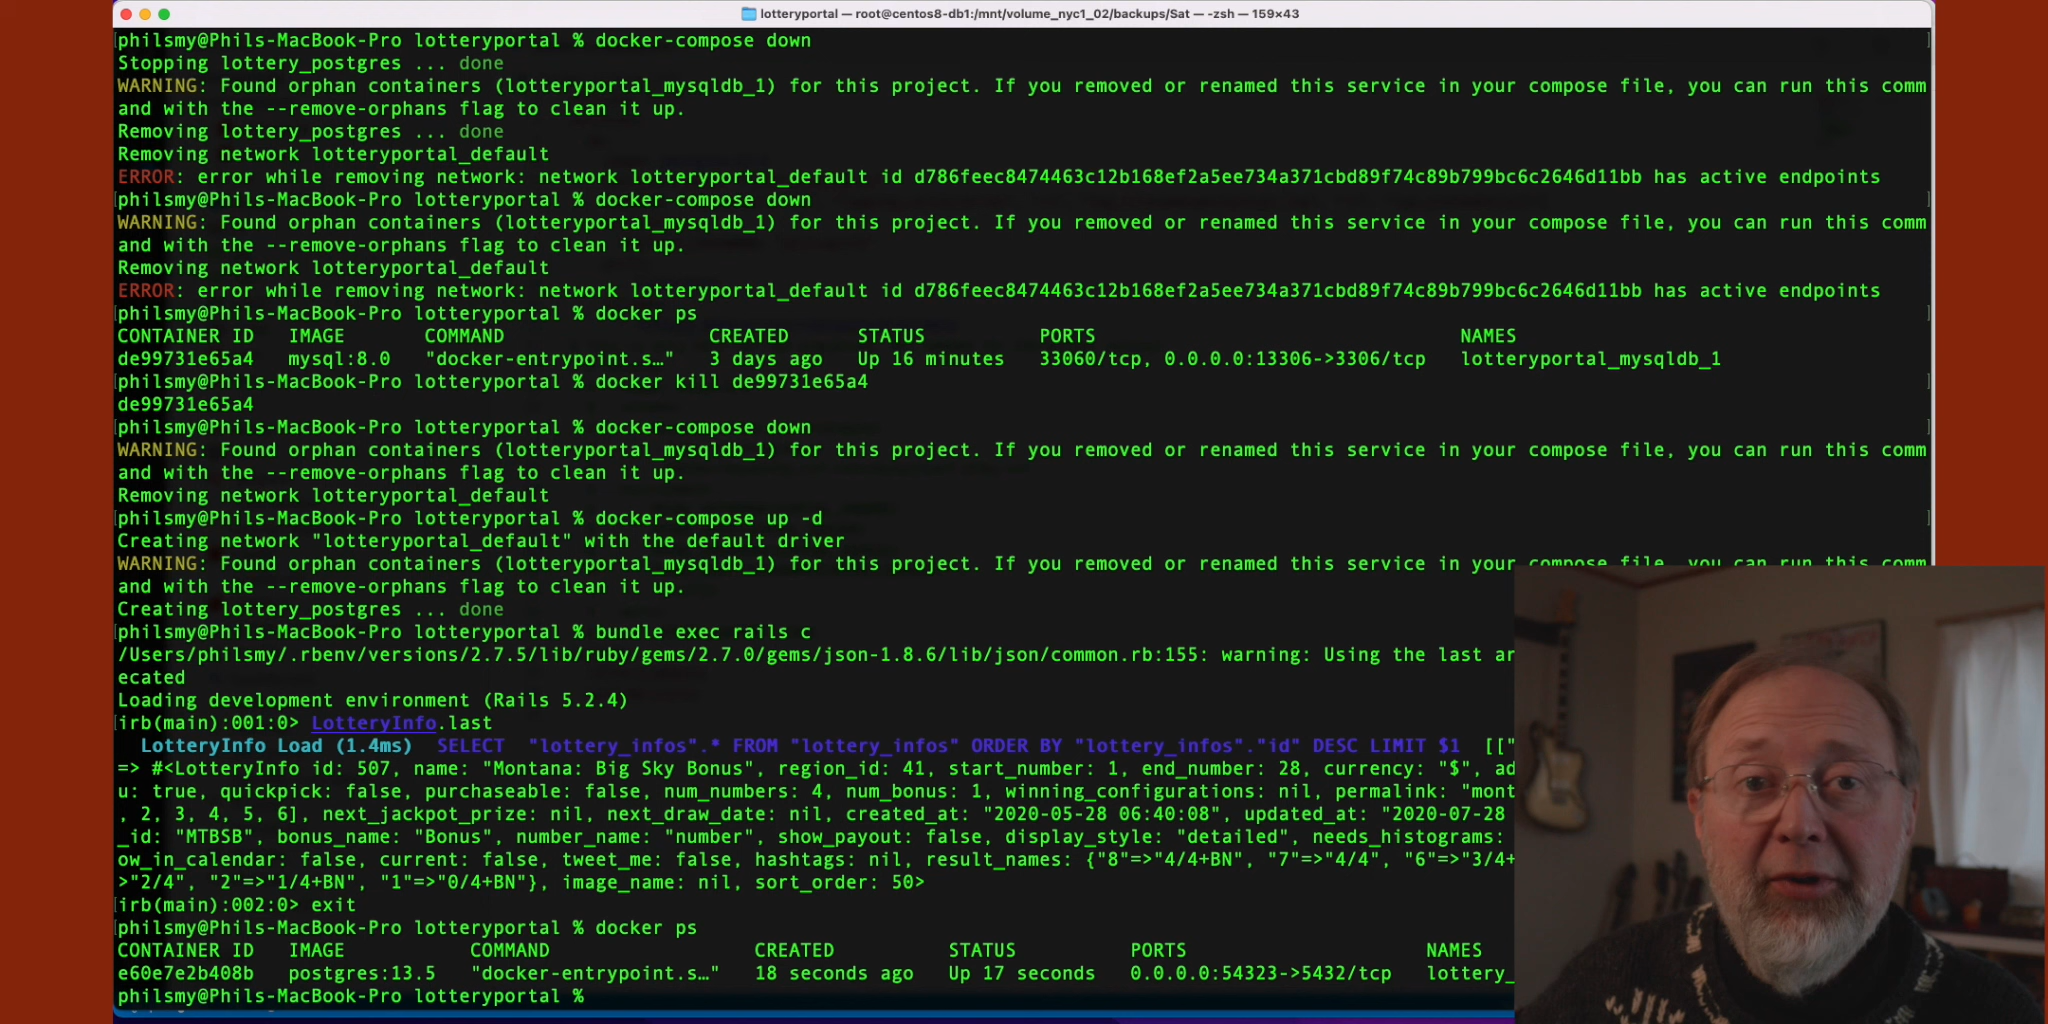 lotteryportal — root@centos8-db1:/mnt/volume_nyc1_02/backups/Sat — -zsh — 159×43
philsmy@Phils-MacBook-Pro lotteryportal % docker-compose down
Stopping lottery_postgres ... done
WARNING: Found orphan containers (lotteryportal_mysqldb_1) for this project. If you removed or renamed this service in your compose file, you can run this comm
and with the --remove-orphans flag to clean it up.
Removing lottery_postgres ... done
Removing network lotteryportal_default
ERROR: error while removing network: network lotteryportal_default id d786feec8474463c12b168ef2a5ee734a371cbd89f74c89b799bc6c2646d11bb has active endpoints
philsmy@Phils-MacBook-Pro lotteryportal % docker-compose down
WARNING: Found orphan containers (lotteryportal_mysqldb_1) for this project. If you removed or renamed this service in your compose file, you can run this comm
and with the --remove-orphans flag to clean it up.
Removing network lotteryportal_default
ERROR: error while removing network: network lotteryportal_default id d786feec8474463c12b168ef2a5ee734a371cbd89f74c89b799bc6c2646d11bb has active endpoints
philsmy@Phils-MacBook-Pro lotteryportal % docker ps
CONTAINER ID   IMAGE       COMMAND                  CREATED      STATUS          PORTS                                NAMES
de99731e65a4   mysql:8.0   "docker-entrypoint.s…"   3 days ago   Up 16 minutes   33060/tcp, 0.0.0.0:13306->3306/tcp   lotteryportal_mysqldb_1
philsmy@Phils-MacBook-Pro lotteryportal % docker kill de99731e65a4
de99731e65a4
philsmy@Phils-MacBook-Pro lotteryportal % docker-compose down
WARNING: Found orphan containers (lotteryportal_mysqldb_1) for this project. If you removed or renamed this service in your compose file, you can run this comm
and with the --remove-orphans flag to clean it up.
Removing network lotteryportal_default
philsmy@Phils-MacBook-Pro lotteryportal % docker-compose up -d
Creating network "lotteryportal_default" with the default driver
WARNING: Found orphan containers (lotteryportal_mysqldb_1) for this project. If you removed or renamed this service in your compose file, you can run this comm
and with the --remove-orphans flag to clean it up.
Creating lottery_postgres ... done
philsmy@Phils-MacBook-Pro lotteryportal % bundle exec rails c
/Users/philsmy/.rbenv/versions/2.7.5/lib/ruby/gems/2.7.0/gems/json-1.8.6/lib/json/common.rb:155: warning: Using the last ar
ecated
Loading development environment (Rails 5.2.4)
irb(main):001:0> LotteryInfo.last
LotteryInfo Load (1.4ms)  SELECT  "lottery_infos".* FROM "lottery_infos" ORDER BY "lottery_infos"."id" DESC LIMIT $1  [["
=> #<LotteryInfo id: 507, name: "Montana: Big Sky Bonus", region_id: 41, start_number: 1, end_number: 28, currency: "$", ad
u: true, quickpick: false, purchaseable: false, num_numbers: 4, num_bonus: 1, winning_configurations: nil, permalink: "mont
, 2, 3, 4, 5, 6], next_jackpot_prize: nil, next_draw_date: nil, created_at: "2020-05-28 06:40:08", updated_at: "2020-07-28
_id: "MTBSB", bonus_name: "Bonus", number_name: "number", show_payout: false, display_style: "detailed", needs_histograms:
ow_in_calendar: false, current: false, tweet_me: false, hashtags: nil, result_names: {"8"=>"4/4+BN", "7"=>"4/4", "6"=>"3/4+
>"2/4", "2"=>"1/4+BN", "1"=>"0/4+BN"}, image_name: nil, sort_order: 50>
irb(main):002:0> exit
philsmy@Phils-MacBook-Pro lotteryportal % docker ps
CONTAINER ID   IMAGE           COMMAND                  CREATED          STATUS          PORTS                     NAMES
e60e7e2b408b   postgres:13.5   "docker-entrypoint.s…"   18 seconds ago   Up 17 seconds   0.0.0.0:54323->5432/tcp   lottery_
philsmy@Phils-MacBook-Pro lotteryportal %